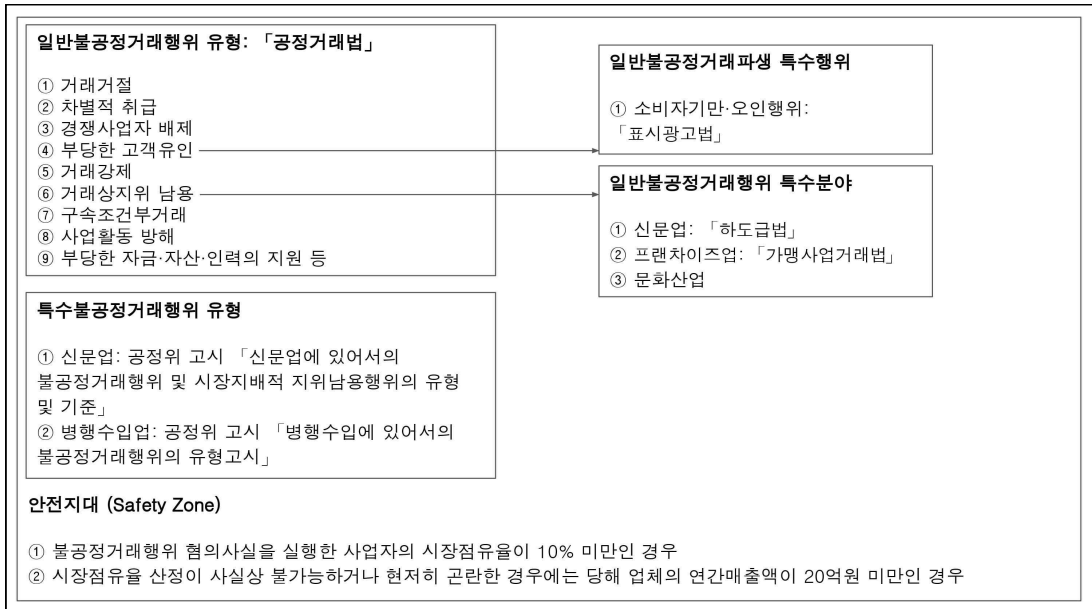 일반불공정거래행위 유형: 「공정거래법」
① 거래거절
② 차별적 취급
③ 경쟁사업자 배제
④ 부당한 고객유인
⑤ 거래강제
⑥ 거래상지위 남용
⑦ 구속조건부거래
⑧ 사업활동 방해
⑨ 부당한 자금·자산·인력의 지원 등
일반불공정거래파생 특수행위
① 소비자기만·오인행위:
「표시광고법」
일반불공정거래행위 특수분야
① 신문업: 「하도급법」
② 프랜차이즈업: 「가맹사업거래법」
③ 문화산업
특수불공정거래행위 유형
① 신문업: 공정위 고시 「신문업에 있어서의
불공정거래행위 및 시장지배적 지위남용행위의 유형
및 기준」
② 병행수입업: 공정위 고시 「병행수입에 있어서의
불공정거래행위의 유형고시」
안전지대 (Safety Zone)
① 불공정거래행위 혐의사실을 실행한 사업자의 시장점유율이 10% 미만인 경우
② 시장점유율 산정이 사실상 불가능하거나 현저히 곤란한 경우에는 당해 업체의 연간매출액이 20억원 미만인 경우